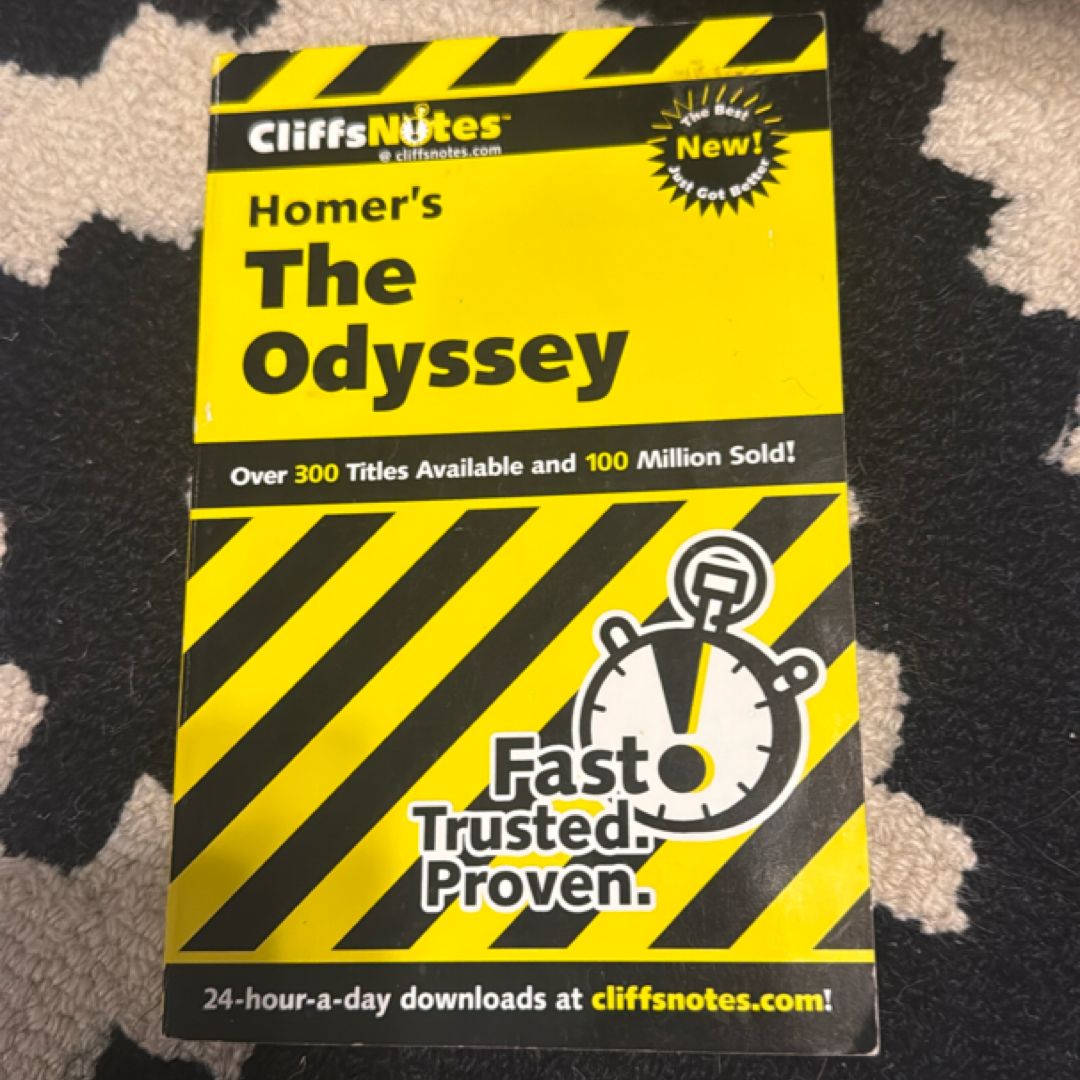 CliffsNotes™
@ cliffsnotes.com
The Best
New!
Just Got Better
Homer's
The
Odyssey
Over 300 Titles Available and 100 Million Sold!
Fast.
Trusted.
Proven.
24-hour-a-day downloads at cliffsnotes.com!